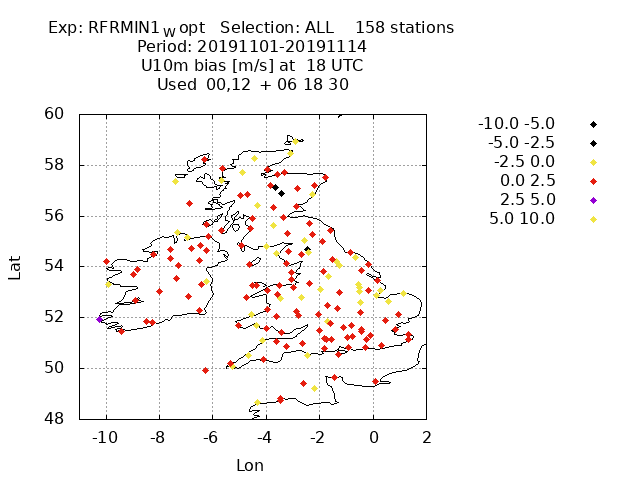 Exp: RFRMIN1wopt Selection: ALL 158 stations
Period: 20191101-20191114
U10m bias [m/s] at 18 UTC
Used 00,12 + 06 18 30
-10.0 -5.0
-5.0 -2.5
-2.5 0.0
0.0 2.5
2.5 5.0
5.0 10.0
60
58
56
54
52
50
48
Lat
-10 -8 -6 -4 -2 0 2
Lon